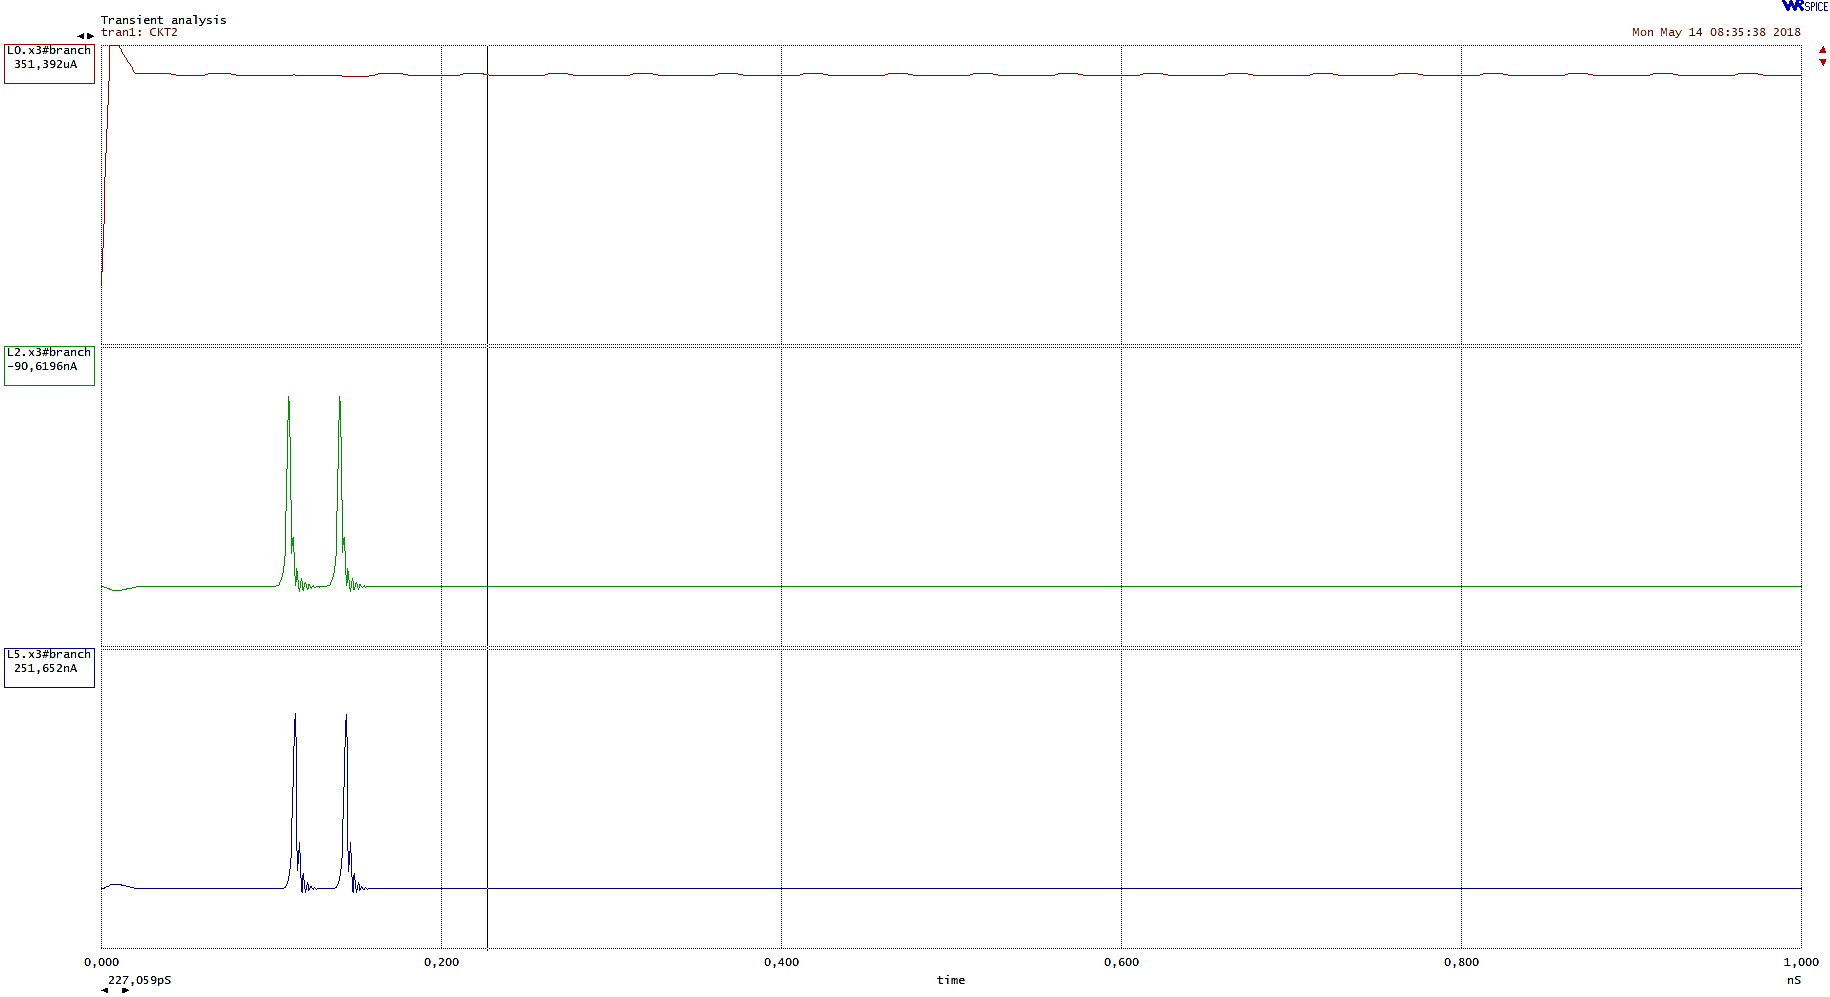 WRSPICE
Transient analysis
tran1: CKT2
Mon May 14 08:35:38 2018
L0.x3#branch
351,392uA
L2.x3#branch
-90,6196nA
L5.x3#branch
251,652nA
0,000 0,200 0,400 0,600 0,800 1,000
227,059pS time nS